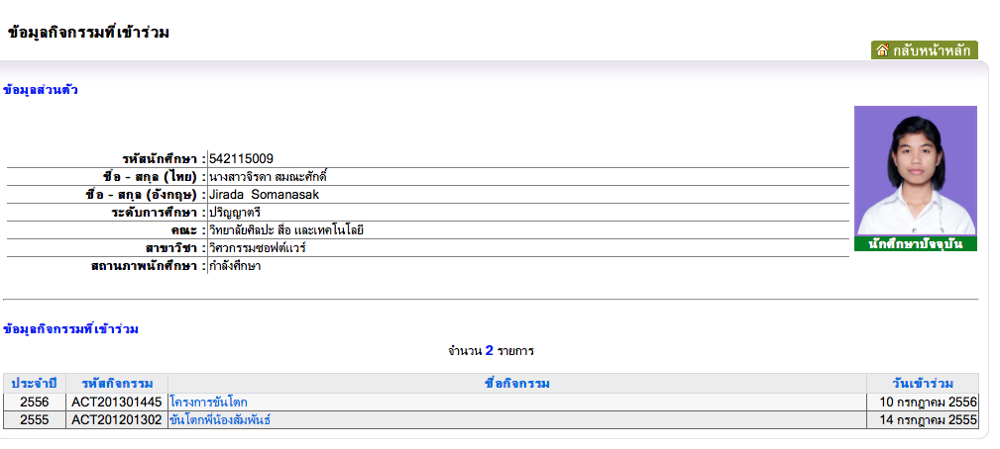 ข้อมูลกิจกรรมที่เข้าร่วม
กลับหน้าหลัก
ข้อมูลส่วนตัว
รหัสนักศึกษา : 542115009
ชื่อ - สกุล (ไทย) : นางสาวจิรดา สมณะศักดิ์
ชื่อ - สกุล (อังกฤษ) : Jirada Somanasak
ระดับการศึกษา : ปริญญาตรี
คณะ : วิทยาลัยศิลปะ สื่อ และเทคโนโลยี
สาขาวิชา : วิศวกรรมซอฟต์แวร์
สถานภาพนักศึกษา : กำลังศึกษา
นักศึกษาปัจจุบัน
ข้อมูลกิจกรรมที่เข้าร่วม
จำนวน 2 รายการ
ประจำปี รหัสกิจกรรม ชื่อกิจกรรม วันเข้าร่วม
2556 ACT201301445 โครงการขันโตก 10 กรกฎาคม 2556
2555 ACT201201302 ขันโตกพี่น้องสัมพันธ์ 14 กรกฎาคม 2555